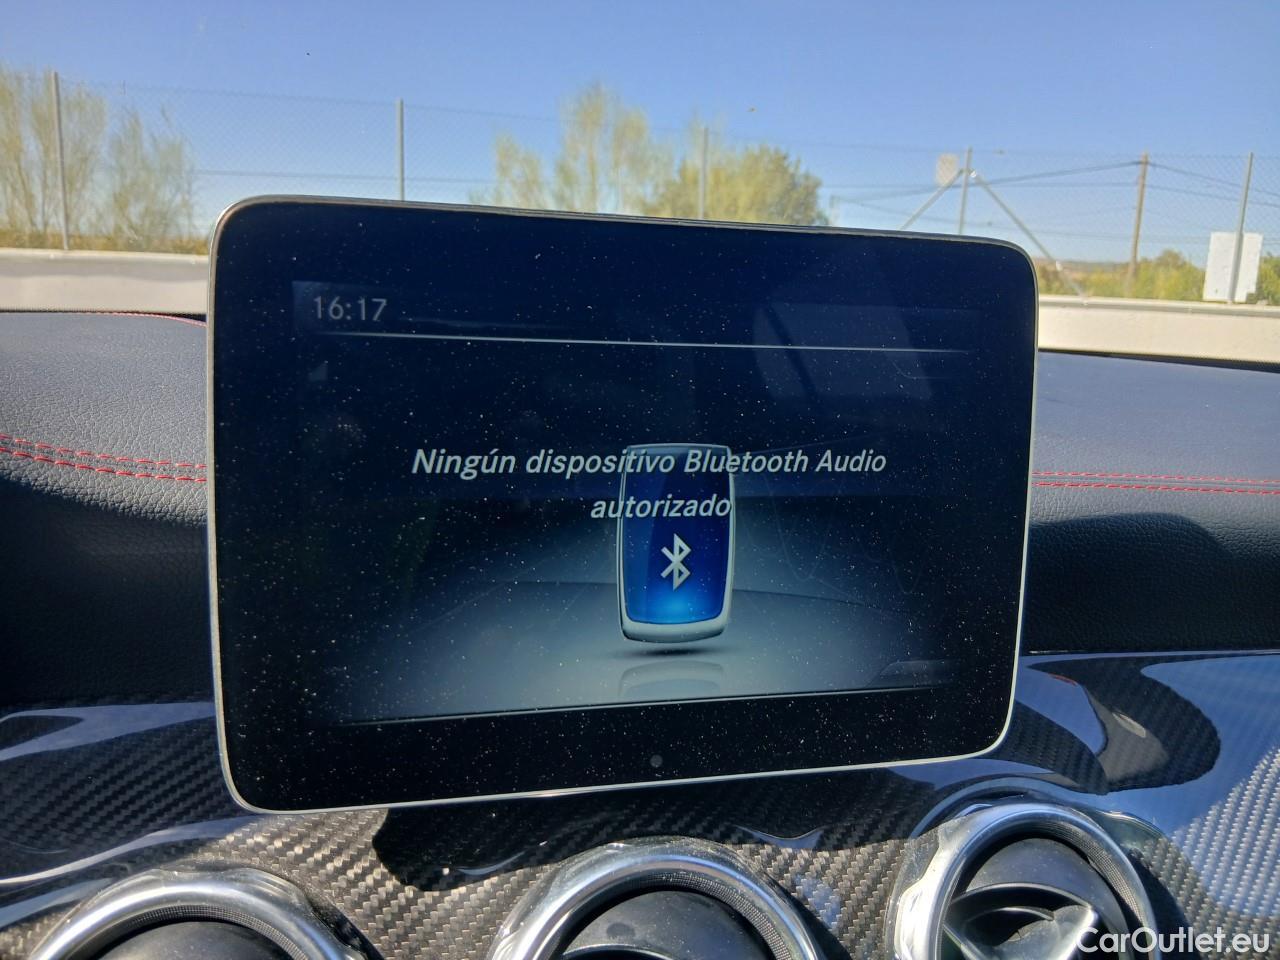 16:17
Ningún dispositivo Bluetooth Audio
autorizado
CarOutlet.eu